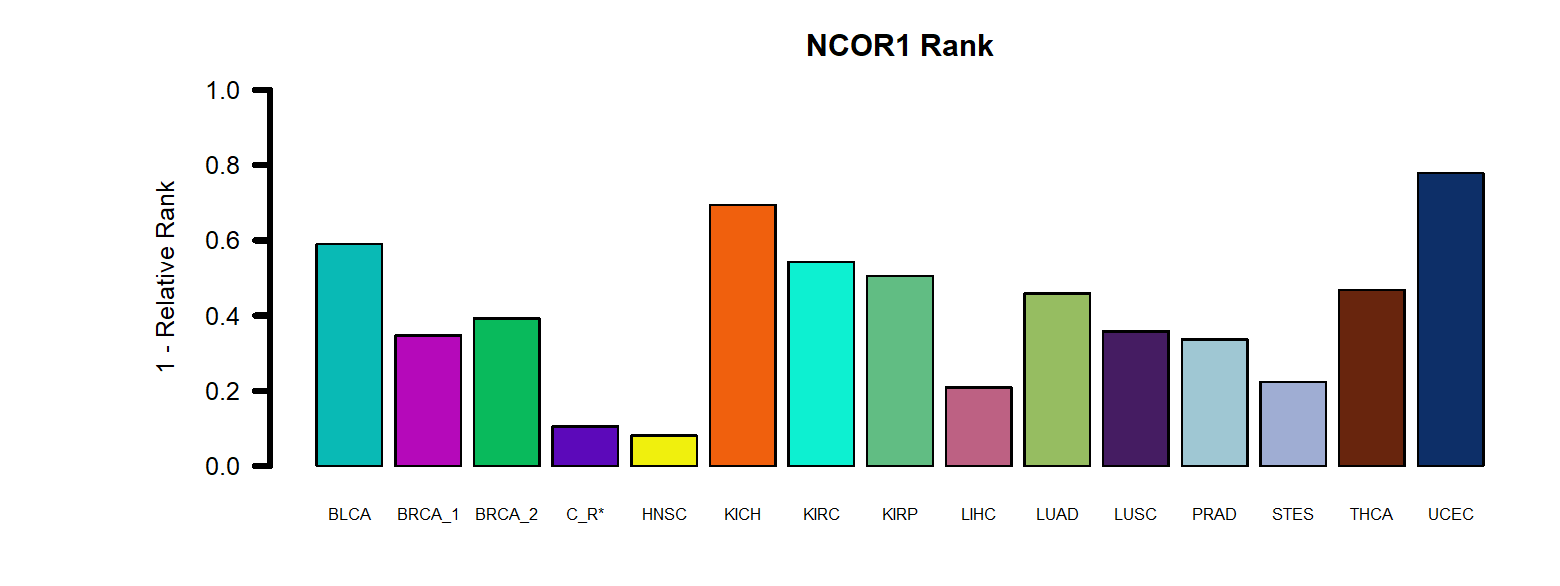 NCOR1 Rank
1 - Relative Rank
1.0
0.8
0.6
0.4
0.2
0.0
BLCA BRCA_1 BRCA_2 C_R* HNSC KICH KIRC KIRP LIHC LUAD LUSC PRAD STES THCA UCEC